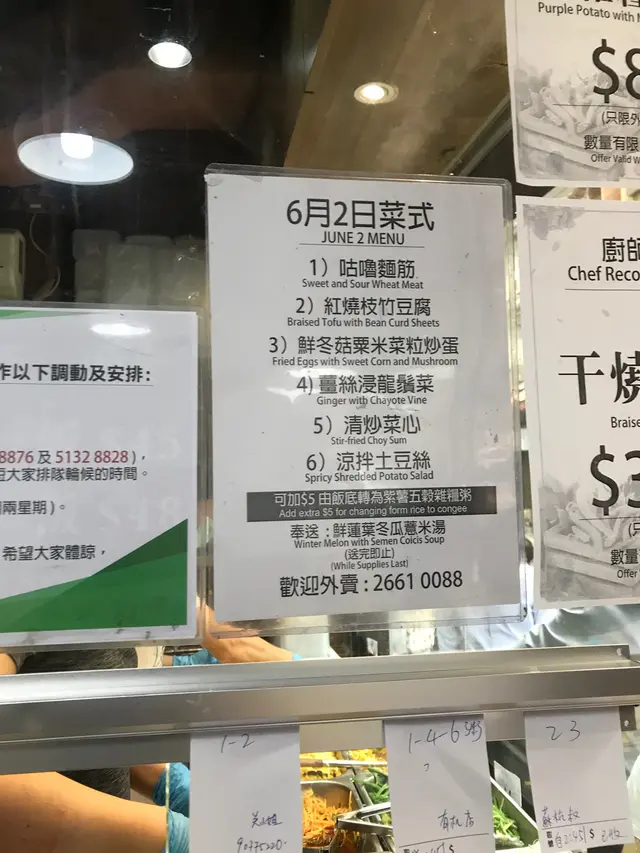 Purple Potato with
$8
(只限外
數量有限
Offer Valid W
6月2日菜式
JUNE 2 MENU
1) 咕嚕麵筋
Sweet and Sour Wheat Meat
2) 紅燒枝竹豆腐
Braised Tofu with Bean Curd Sheets
3) 鮮冬菇粟米菜粒炒蛋
Fried Eggs with Sweet Corn and Mushroom
4) 薑絲浸龍鬚菜
Ginger with Chayote Vine
5) 清炒菜心
Stir-fried Choy Sum
6) 涼拌土豆絲
Spricy Shredded Potato Salad
可加$5 由飯底轉為紫薯五穀雜糧粥
Add extra $5 for changing form rice to congee
奉送:鮮蓮葉冬瓜薏米湯
Winter Melon with Semen Coicis Soup
(送完即止)
(While Supplies Last)
歡迎外賣:2661 0088
作以下調動及安排:
8876 及 5132 8828),
大家排隊輪候的時間。
兩星期)。
希望大家體諒,
廚師
Chef Reco
干燒
Braise
$3
數量
Offer
1-2
1-4-6粥
有机店
23